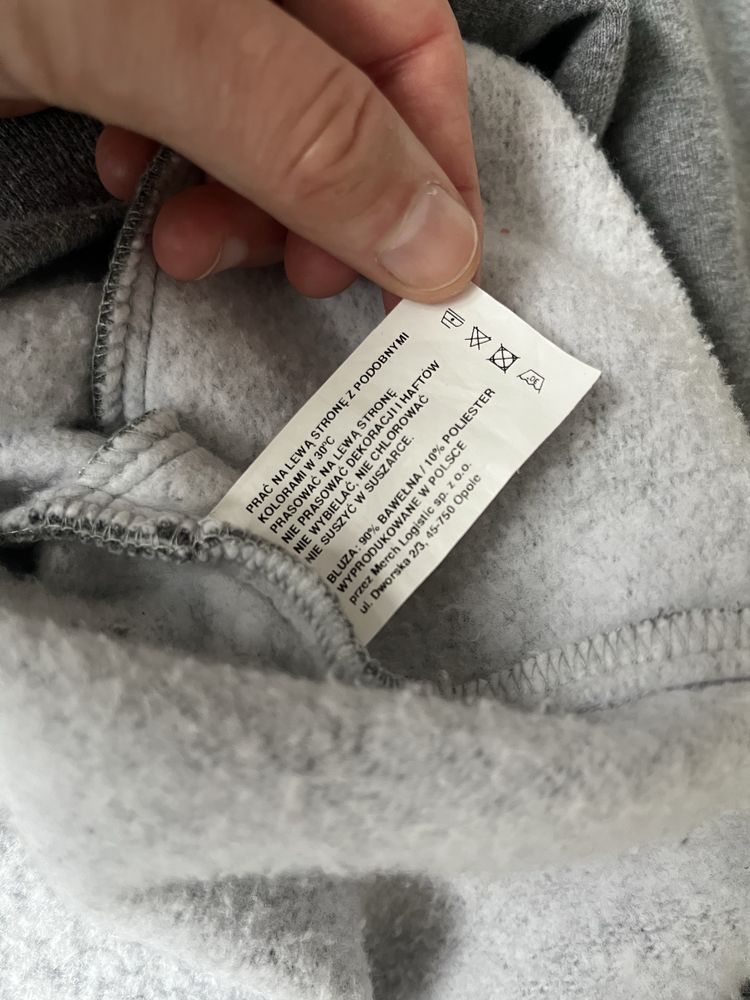 PRAĆ NA LEWĄ STRONĘ Z PODOBNYMI
KOLORAMI W 30°C
PRASOWAĆ NA LEWĄ STRONĘ
NIE PRASOWAĆ DEKORACJI I HAFTÓW
NIE WYBIELAĆ, NIE CHLOROWAĆ
NIE SUSZYĆ W SUSZARCE.
BLUZA: 90% BAWEŁNA / 10% POLIESTER
WYPRODUKOWANE W POLSCE
przez Merch Logistic sp. z o.o.
ul. Dworska 2/3, 45-750 Opole